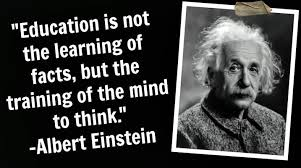 "Education is not
the learning of
facts, but the
training of the mind
to think."
-Albert Einstein